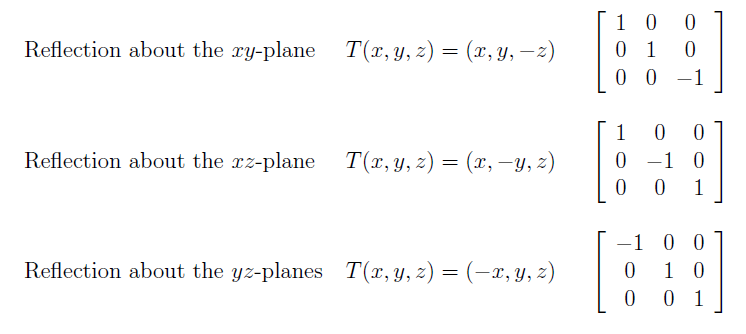 Reflection about the xy-plane T(x, y, z) = (x, y, −z) [ 1 0 0
0 1 0
0 0 −1 ]
Reflection about the xz-plane T(x, y, z) = (x, −y, z) [ 1 0 0
0 −1 0
0 0 1 ]
Reflection about the yz-planes T(x, y, z) = (−x, y, z) [ −1 0 0
0 1 0
0 0 1 ]